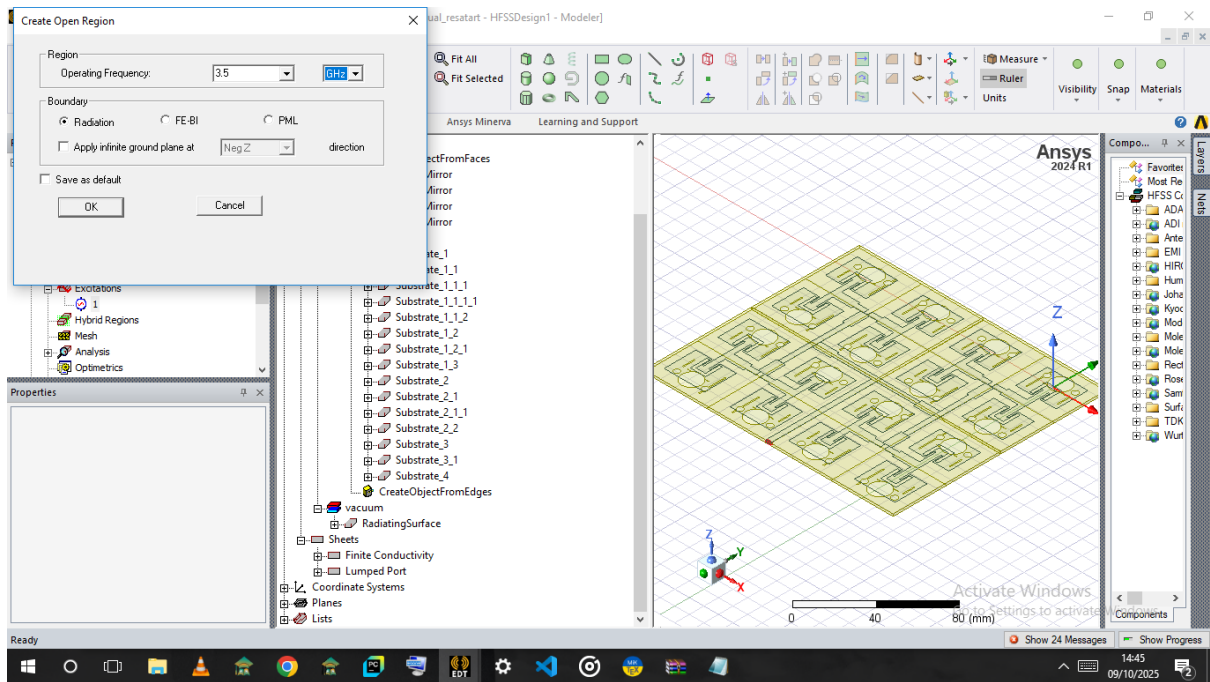 Create Open Region
ual_resatart - HFSSDesign1 - Modeler]
Region
Operating Frequency:
3.5
GHz
Boundary
Radiation
FE-BI
PML
Apply infinite ground plane at
Neg Z
direction
Save as default
OK
Cancel
Fit All
Fit Selected
Measure
Ruler
Units
Visibility
Snap
Materials
Ansys Minerva
Learning and Support
ectFromFaces
Mirror
Mirror
Mirror
Mirror
ate_1
ate_1_1
Substrate_1_1_1
Substrate_1_1_1_1
Substrate_1_1_2
Substrate_1_2
Substrate_1_2_1
Substrate_1_3
Substrate_2
Substrate_2_1
Substrate_2_1_1
Substrate_2_2
Substrate_3
Substrate_3_1
Substrate_4
CreateObjectFromEdges
vacuum
RadiatingSurface
Sheets
Finite Conductivity
Lumped Port
Coordinate Systems
Planes
Lists
Excitations
1
Hybrid Regions
Mesh
Analysis
Optimetrics
Properties
Ansys
2024 R1
Z
Z
Y
X
0
40
80 (mm)
Activate Windows
Go to Settings to activate Windows.
Compo...
Favorites
Most Re
HFSS Co
ADA
ADI
Ante
EMI
HIRO
Hum
Joha
Kyoc
Mod
Mole
Mole
Rect
Rose
Sam
Surfa
TDK
Wurt
Components
Layers
Nets
Ready
Show 24 Messages
Show Progress
EDT
14:45
09/10/2025
2